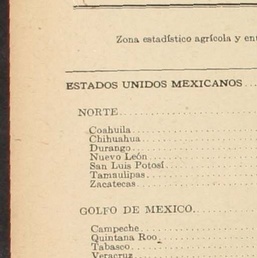 Zona estadístico agrícola y
ESTADOS UNIDOS MEXICANOS...
NORTE
Coahuila
Chihuahua
Durango
Nuevo León
San Luis Potosí
Tamaulipas
Zacatecas
GOLFO DE MEXICO
Campeche
Quintana Roo
Tabasco
Veracruz